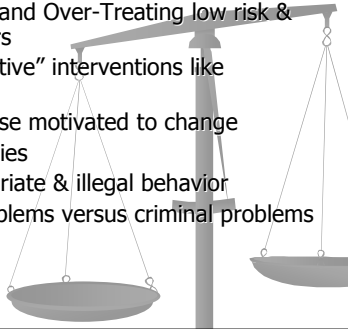 and Over-Treating low risk &
rs
tive” interventions like
se motivated to change
ies
riate & illegal behavior
blems versus criminal problems